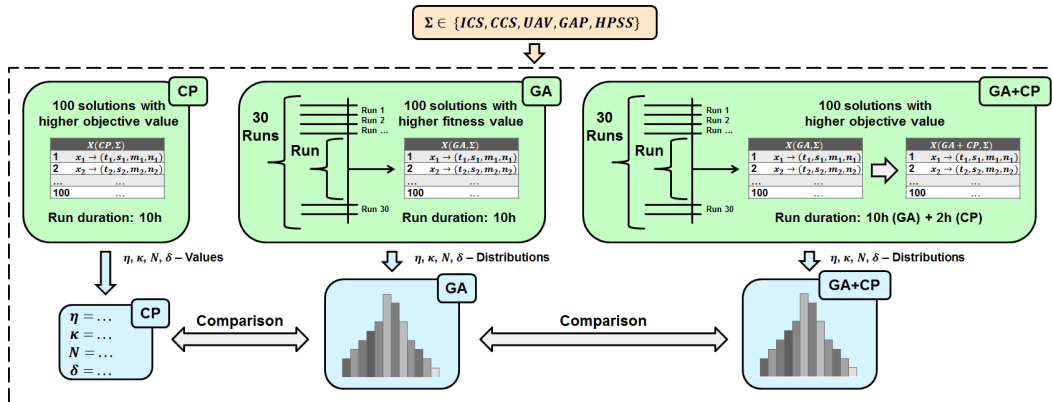 Σ ∈ {ICS, CCS, UAV, GAP, HPSS}
CP
100 solutions with
higher objective value
X(CP, Σ)
1 x₁ → (t₁, s₁, m₁, n₁)
2 x₂ → (t₂, s₂, m₂, n₂)
... ...
100 ...
Run duration: 10h
GA
30
Runs
Run
Run 1
Run 2
Run ...
Run 30
100 solutions with
higher fitness value
X(GA, Σ)
1 x₁ → (t₁, s₁, m₁, n₁)
2 x₂ → (t₂, s₂, m₂, n₂)
... ...
100 ...
Run duration: 10h
GA+CP
30
Runs
Run
Run 1
Run 2
Run ...
Run 30
100 solutions with
higher objective value
X(GA, Σ)
1 x₁ → (t₁, s₁, m₁, n₁)
2 x₂ → (t₂, s₂, m₂, n₂)
... ...
100 ...
X(GA + CP, Σ)
1 x₁ → (t₁, s₁, m₁, n₁)
2 x₂ → (t₂, s₂, m₂, n₂)
... ...
100 ...
Run duration: 10h (GA) + 2h (CP)
η, κ, N, δ – Values
η, κ, N, δ – Distributions
η, κ, N, δ – Distributions
CP
η = ...
κ = ...
N = ...
δ = ...
Comparison
GA
Comparison
GA+CP